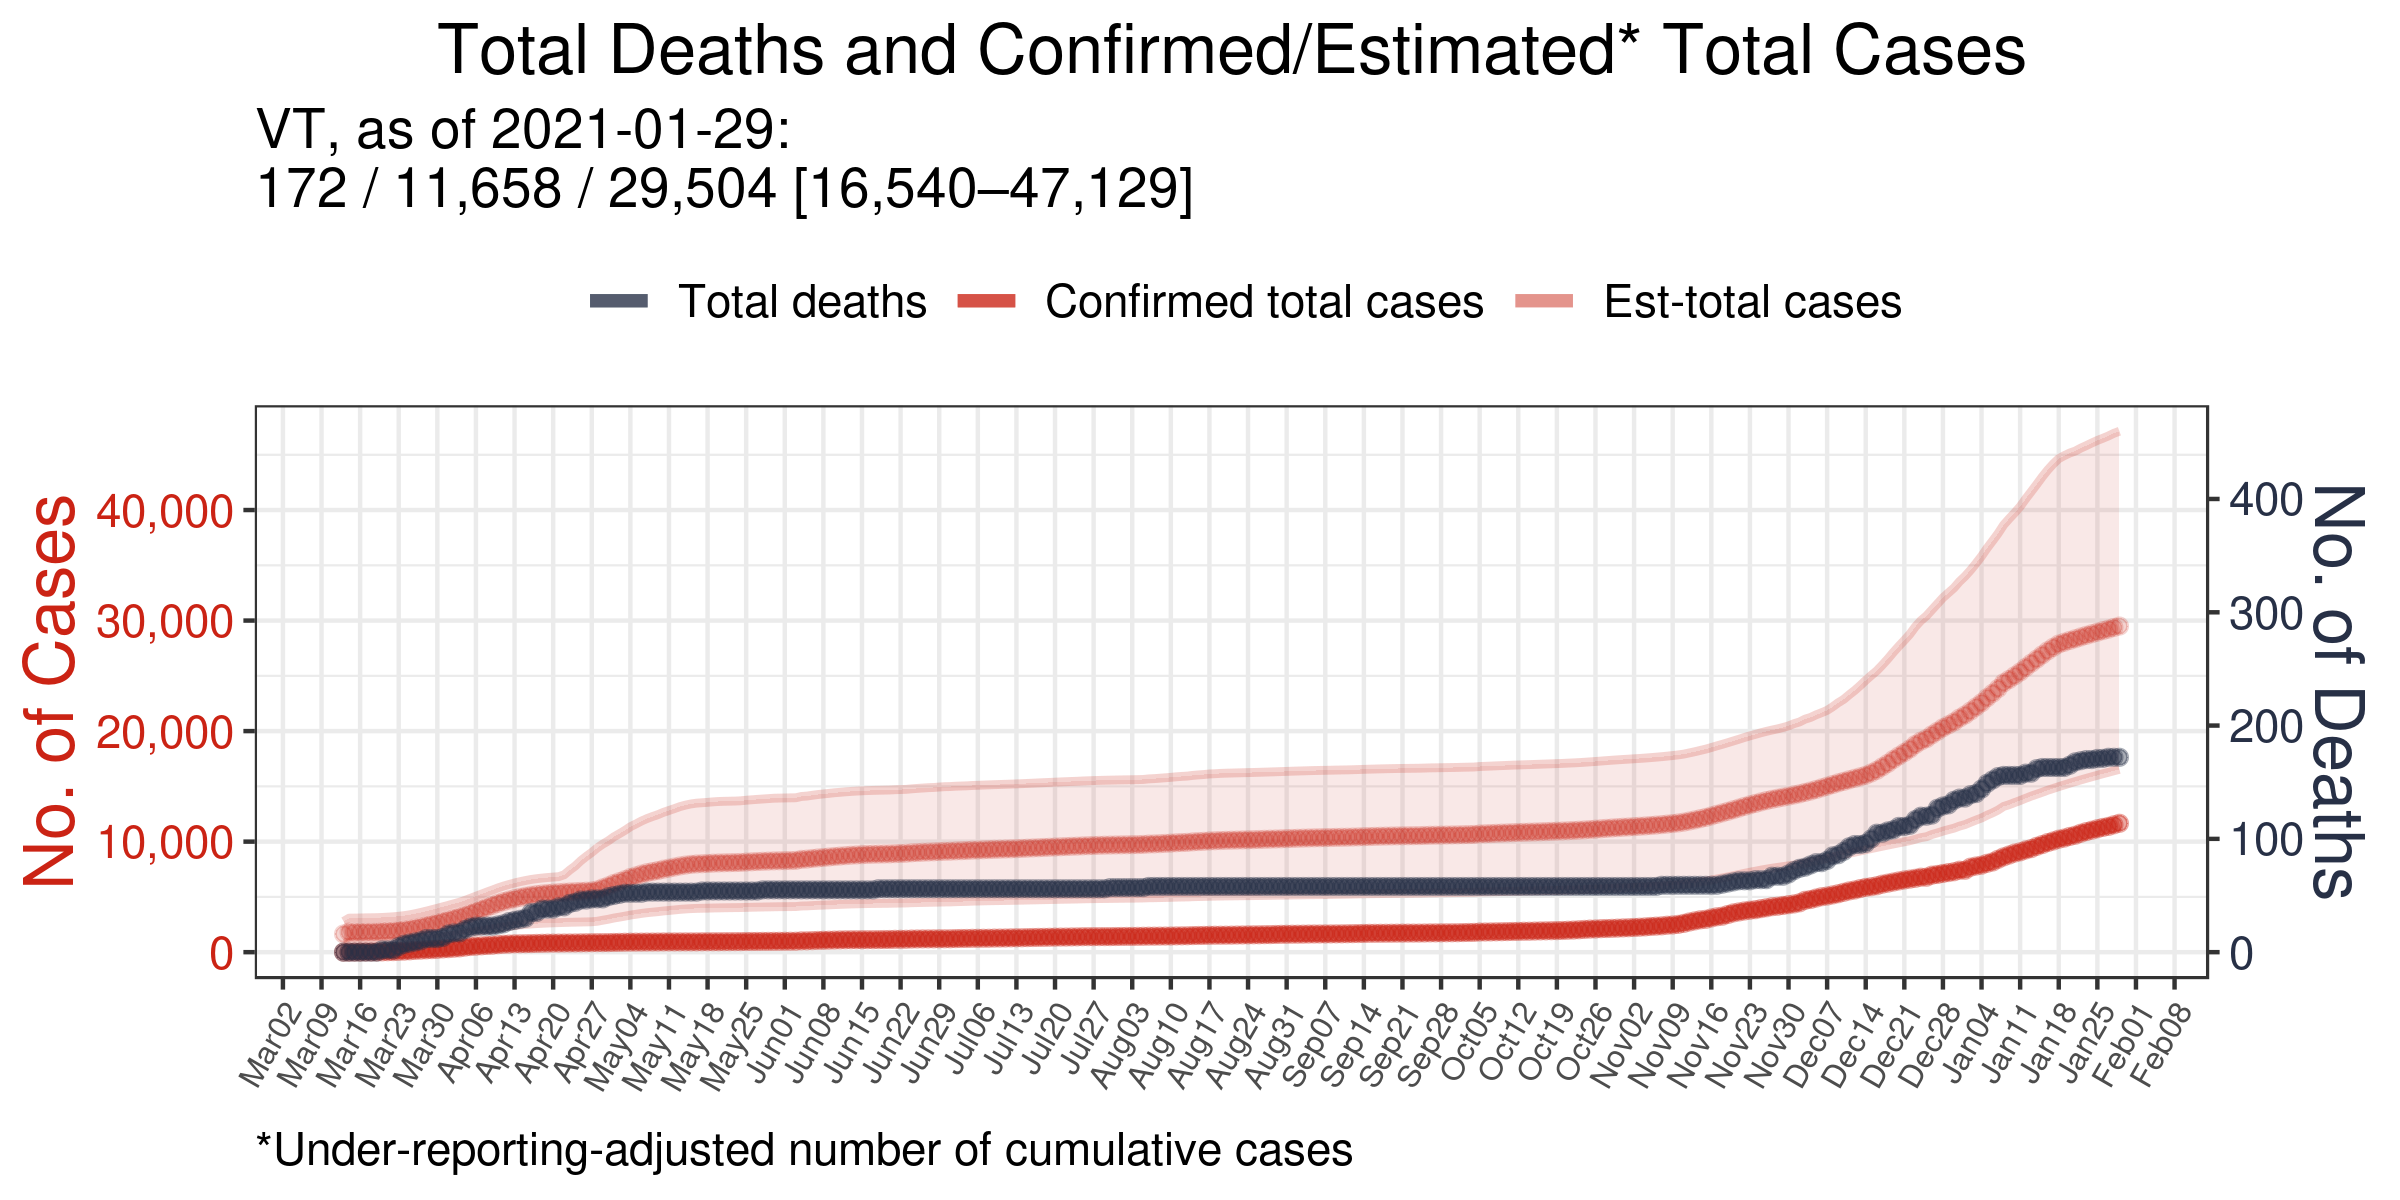 Total Deaths and Confirmed/Estimated* Total Cases
VT, as of 2021-01-29:
172 / 11,658 / 29,504 [16,540–47,129]
Total deaths
Confirmed total cases
Est-total cases
No. of Cases
40,000
30,000
20,000
10,000
0
400
300
200
100
0
No. of Deaths
Mar02
Mar09
Mar16
Mar23
Mar30
Apr06
Apr13
Apr20
Apr27
May04
May11
May18
May25
Jun01
Jun08
Jun15
Jun22
Jun29
Jul06
Jul13
Jul20
Jul27
Aug03
Aug10
Aug17
Aug24
Aug31
Sep07
Sep14
Sep21
Sep28
Oct05
Oct12
Oct19
Oct26
Nov02
Nov09
Nov16
Nov23
Nov30
Dec07
Dec14
Dec21
Dec28
Jan04
Jan11
Jan18
Jan25
Feb01
Feb08
*Under-reporting-adjusted number of cumulative cases